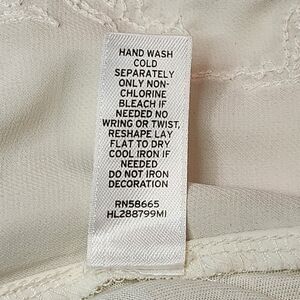 HAND WASH
COLD
SEPARATELY
ONLY NON-
CHLORINE
BLEACH IF
NEEDED NO
WRING OR TWIST,
RESHAPE LAY
FLAT TO DRY
COOL IRON IF
NEEDED
DO NOT IRON
DECORATION
RN58665
HL288799MI